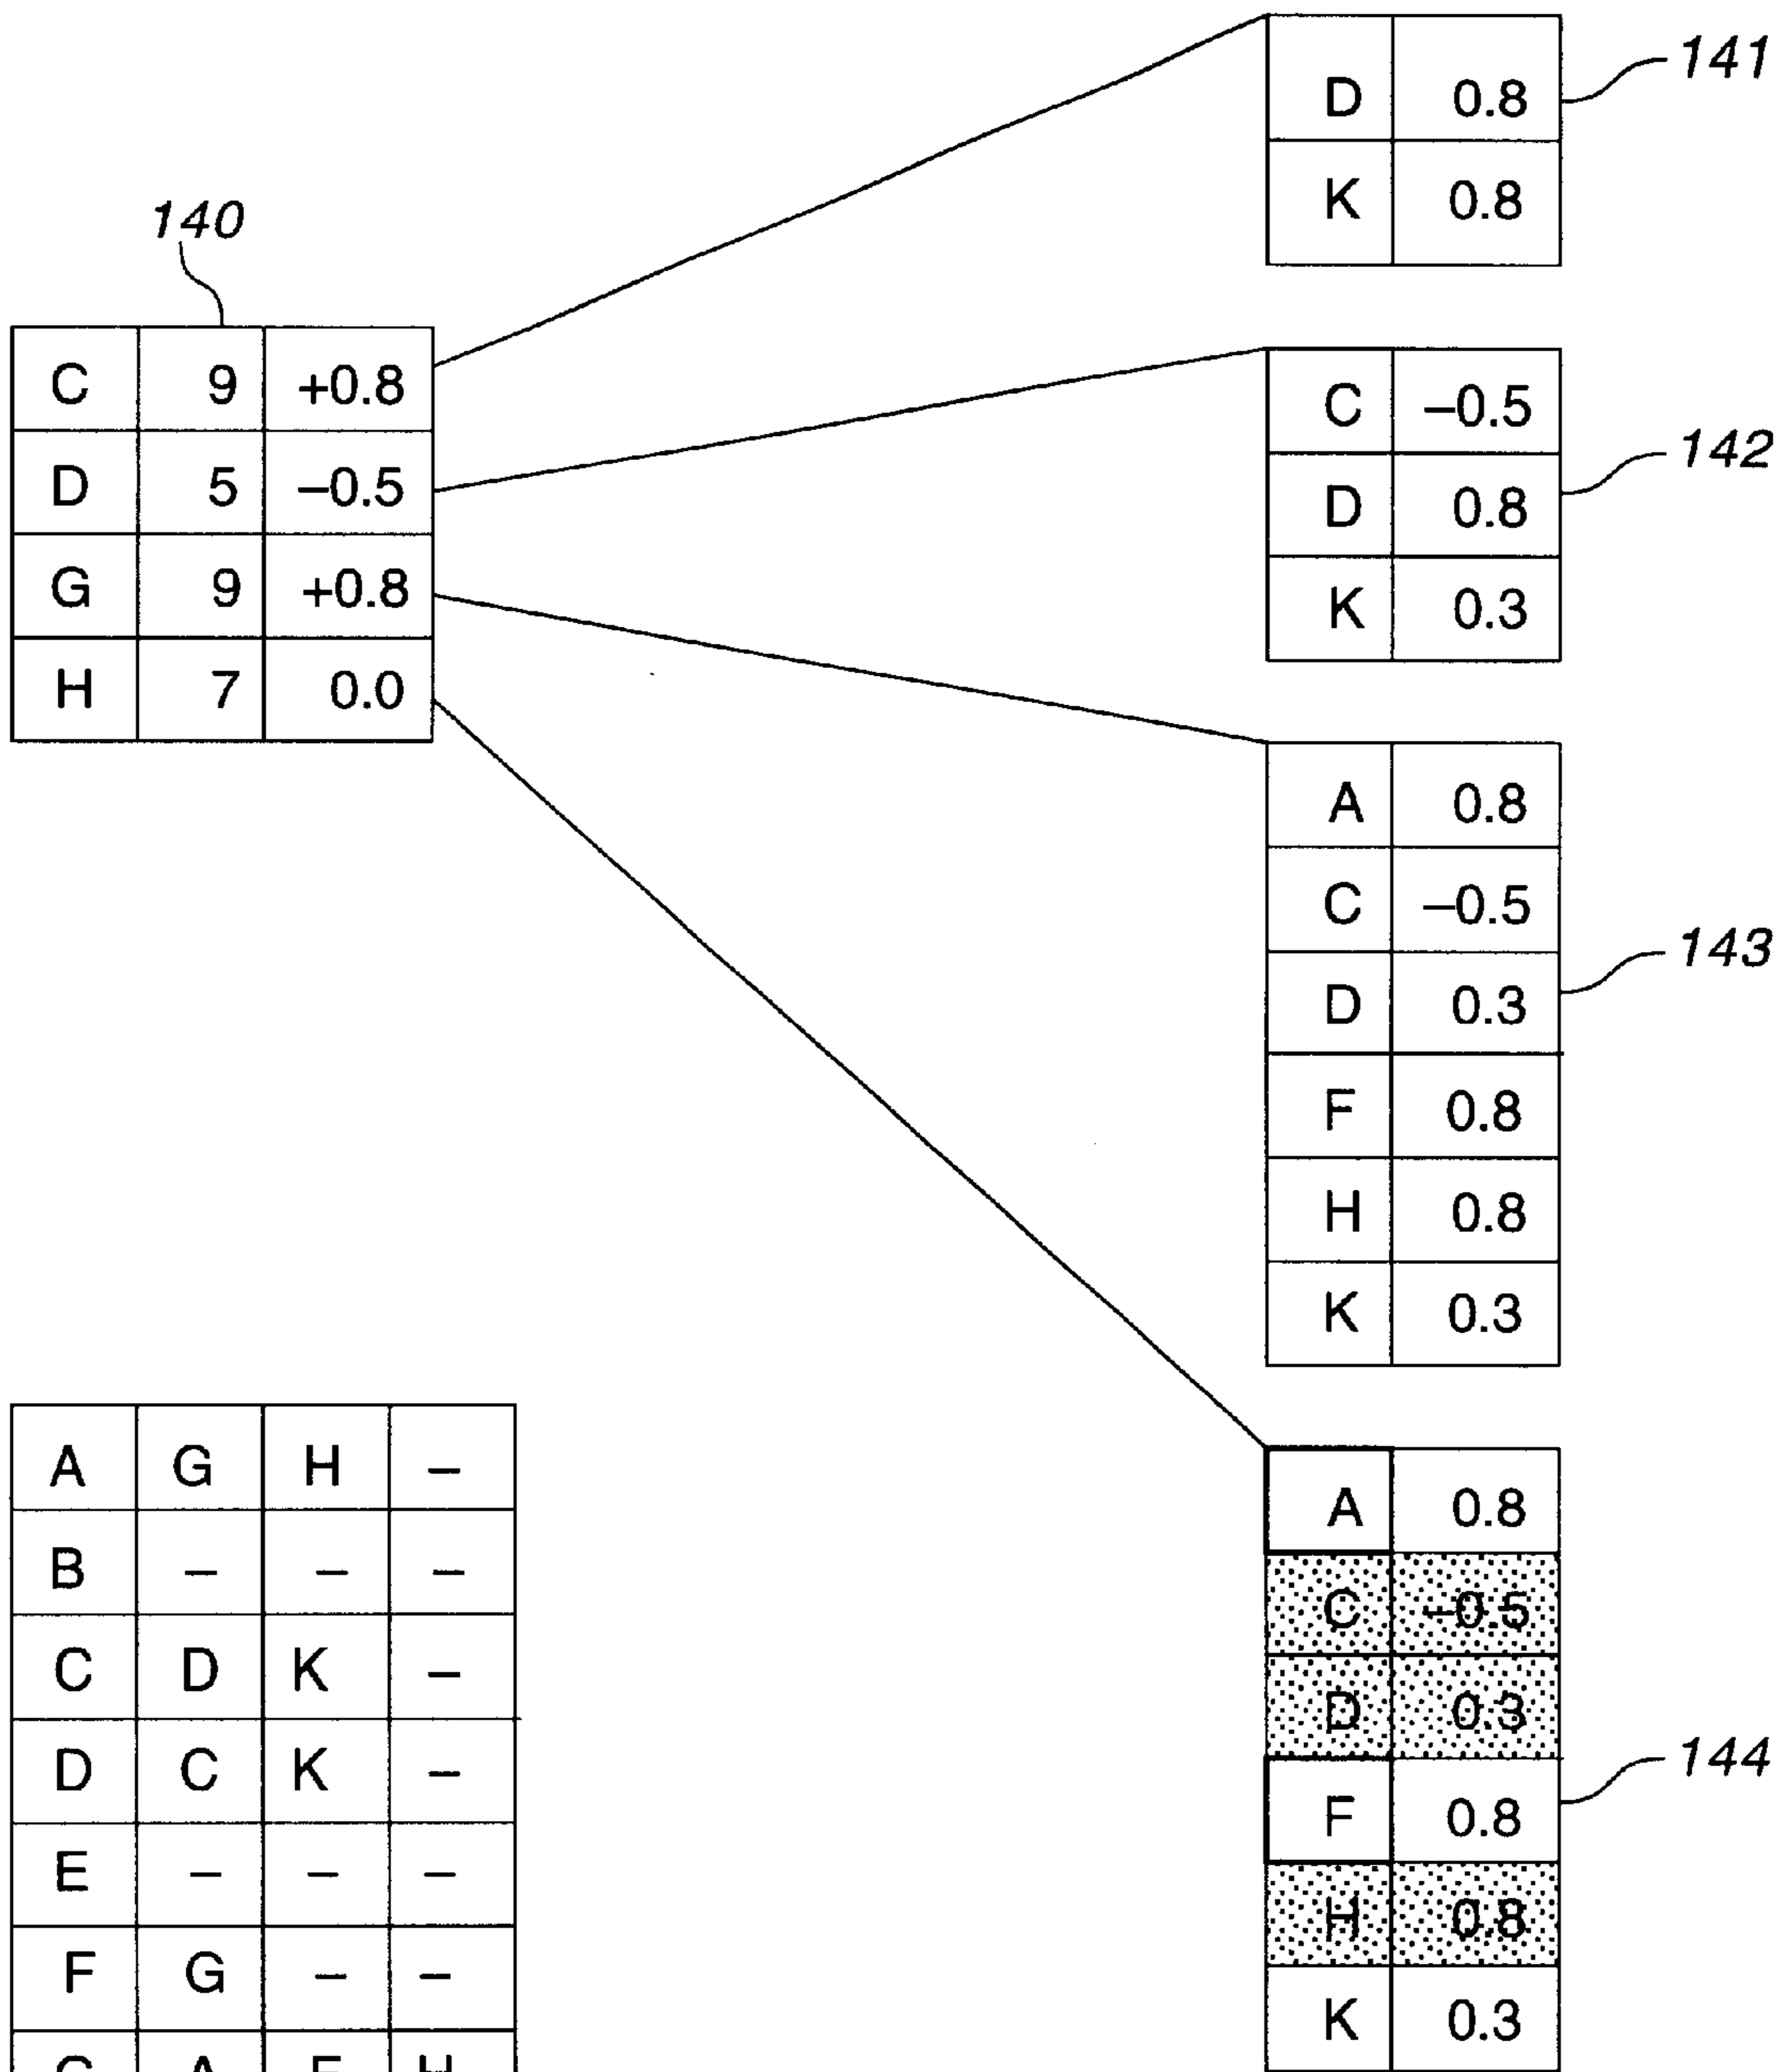 140
C 9 +0.8
D 5 –0.5
G 9 +0.8
H 7 0.0
D 0.8
K 0.8
141
C –0.5
D 0.8
K 0.3
142
A 0.8
C –0.5
D 0.3
F 0.8
H 0.8
K 0.3
143
A 0.8
C –0.5
D 0.3
F 0.8
H 0.8
K 0.3
144
A G H –
B – – –
C D K –
D C K –
E – – –
F G – –